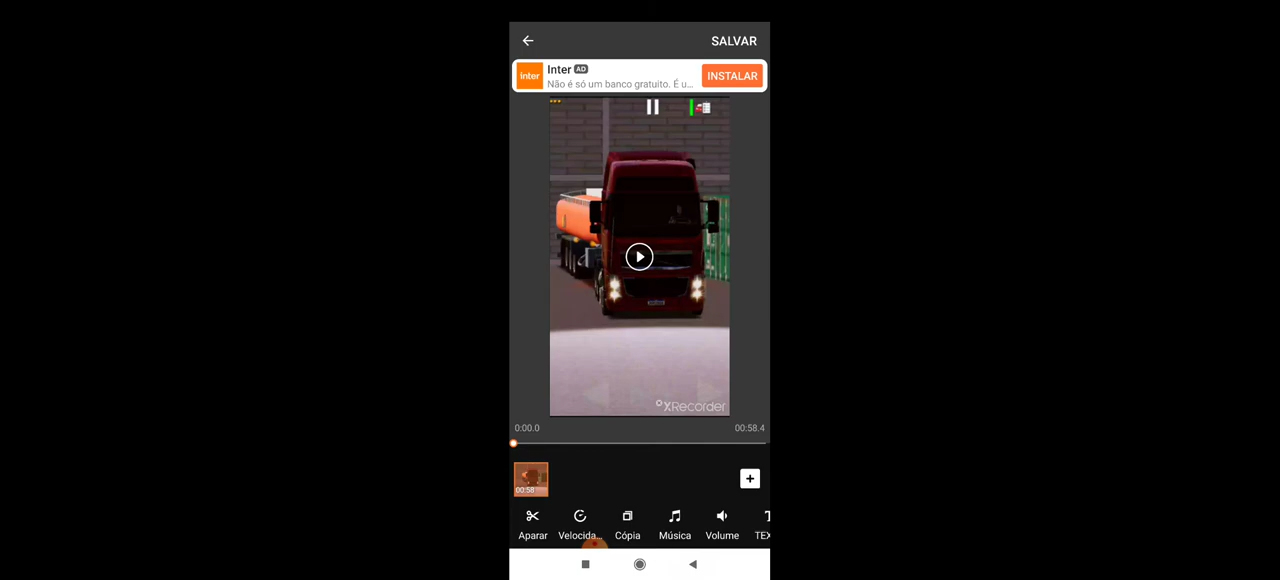 SALVAR
inter
Inter AD
Não é só um banco gratuito. É u...
INSTALAR
XRecorder
0:00.0
00:58.4
00:58
Aparar
Velocida...
Cópia
Música
Volume
TEX